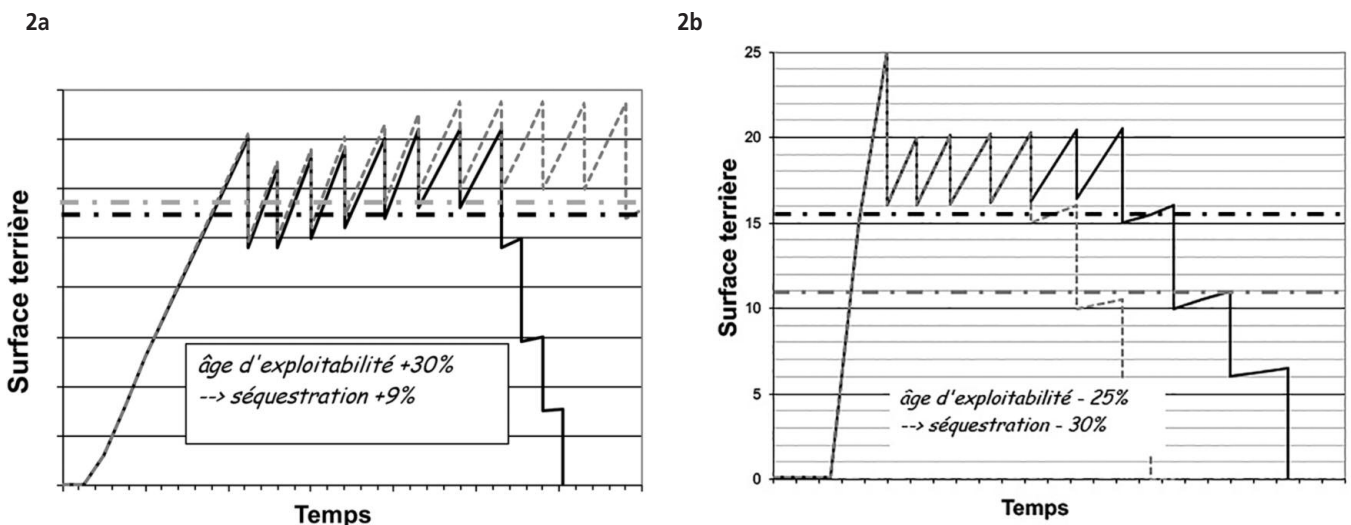 2a
Surface terrière
âge d'exploitabilité +30%
--> séquestration +9%
Temps
2b
25
20
15
10
5
0
Surface terrière
âge d'exploitabilité - 25%
--> séquestration - 30%
Temps